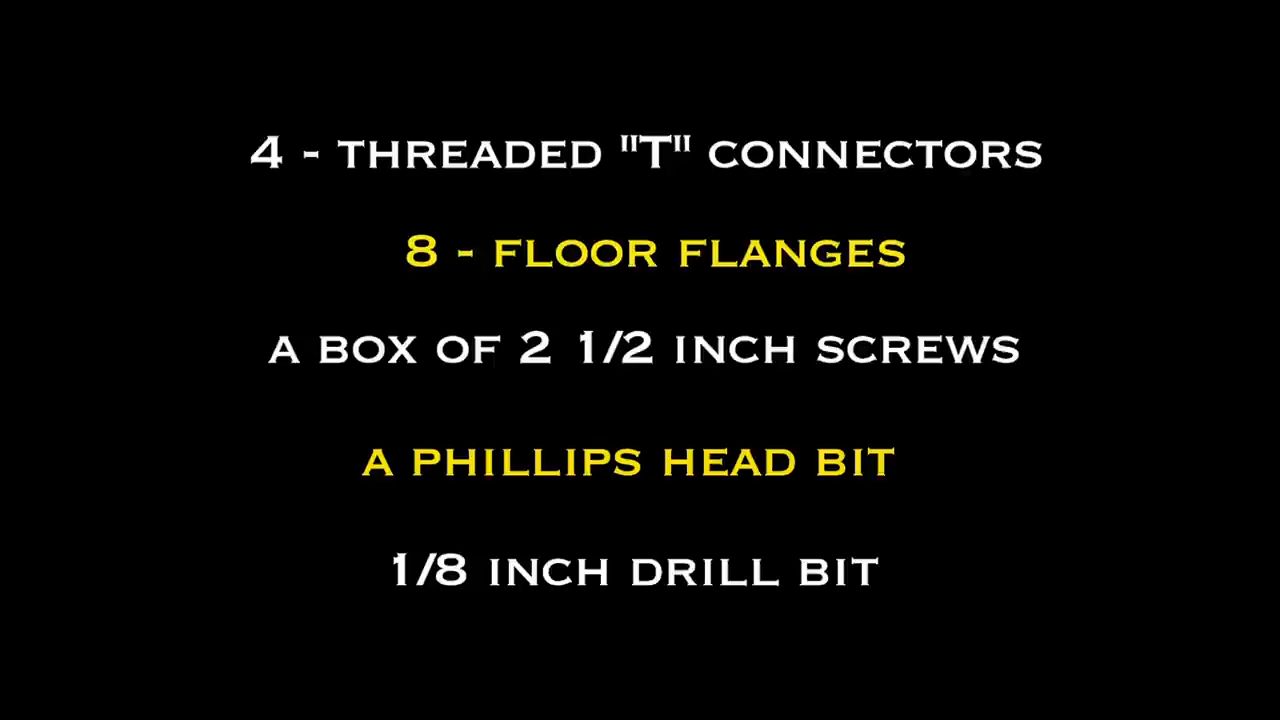 4 - THREADED "T" CONNECTORS
8 - FLOOR FLANGES
A BOX OF 2 1/2 INCH SCREWS
A PHILLIPS HEAD BIT
1/8 INCH DRILL BIT